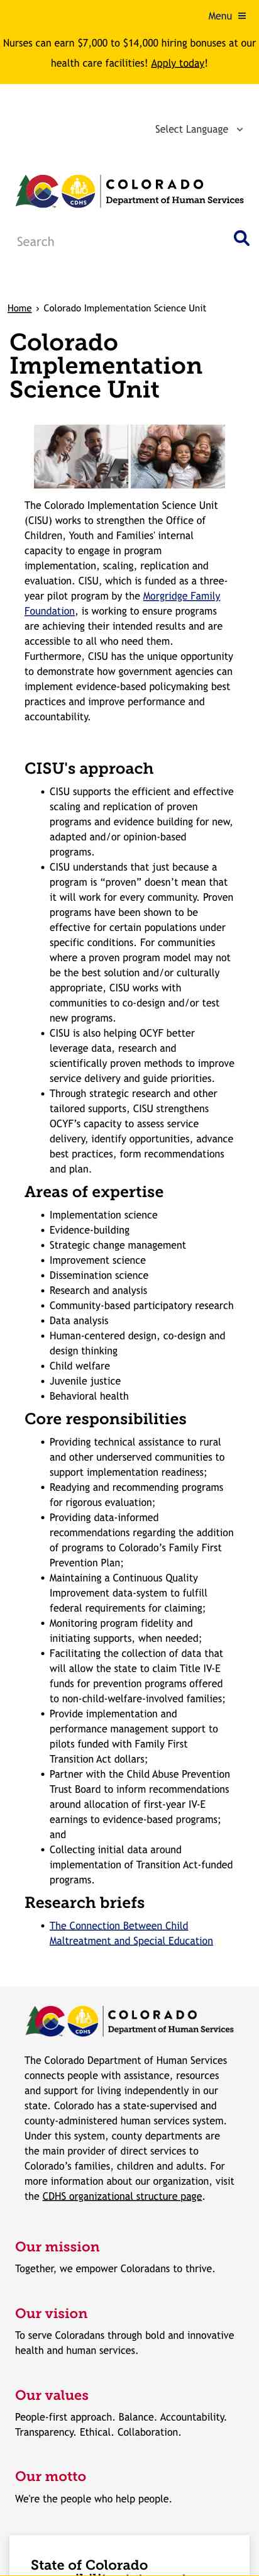 Menu ≡
Nurses can earn $7,000 to $14,000 hiring bonuses at our
health care facilities! Apply today!
Select Language
COLORADO
Department of Human Services
CDHS
Search
Home › Colorado Implementation Science Unit
Colorado
Implementation
Science Unit
The Colorado Implementation Science Unit
(CISU) works to strengthen the Office of
Children, Youth and Families' internal
capacity to engage in program
implementation, scaling, replication and
evaluation. CISU, which is funded as a three-
year pilot program by the Morgridge Family
Foundation, is working to ensure programs
are achieving their intended results and are
accessible to all who need them.
Furthermore, CISU has the unique opportunity
to demonstrate how government agencies can
implement evidence-based policymaking best
practices and improve performance and
accountability.
CISU's approach
• CISU supports the efficient and effective
scaling and replication of proven
programs and evidence building for new,
adapted and/or opinion-based
programs.
• CISU understands that just because a
program is “proven” doesn’t mean that
it will work for every community. Proven
programs have been shown to be
effective for certain populations under
specific conditions. For communities
where a proven program model may not
be the best solution and/or culturally
appropriate, CISU works with
communities to co-design and/or test
new programs.
• CISU is also helping OCYF better
leverage data, research and
scientifically proven methods to improve
service delivery and guide priorities.
• Through strategic research and other
tailored supports, CISU strengthens
OCYF’s capacity to assess service
delivery, identify opportunities, advance
best practices, form recommendations
and plan.
Areas of expertise
• Implementation science
• Evidence-building
• Strategic change management
• Improvement science
• Dissemination science
• Research and analysis
• Community-based participatory research
• Data analysis
• Human-centered design, co-design and
design thinking
• Child welfare
• Juvenile justice
• Behavioral health
Core responsibilities
• Providing technical assistance to rural
and other underserved communities to
support implementation readiness;
• Readying and recommending programs
for rigorous evaluation;
• Providing data-informed
recommendations regarding the addition
of programs to Colorado’s Family First
Prevention Plan;
• Maintaining a Continuous Quality
Improvement data-system to fulfill
federal requirements for claiming;
• Monitoring program fidelity and
initiating supports, when needed;
• Facilitating the collection of data that
will allow the state to claim Title IV-E
funds for prevention programs offered
to non-child-welfare-involved families;
• Provide implementation and
performance management support to
pilots funded with Family First
Transition Act dollars;
• Partner with the Child Abuse Prevention
Trust Board to inform recommendations
around allocation of first-year IV-E
earnings to evidence-based programs;
and
• Collecting initial data around
implementation of Transition Act-funded
programs.
Research briefs
• The Connection Between Child
Maltreatment and Special Education
COLORADO
Department of Human Services
CDHS
The Colorado Department of Human Services
connects people with assistance, resources
and support for living independently in our
state. Colorado has a state-supervised and
county-administered human services system.
Under this system, county departments are
the main provider of direct services to
Colorado’s families, children and adults. For
more information about our organization, visit
the CDHS organizational structure page.
Our mission
Together, we empower Coloradans to thrive.
Our vision
To serve Coloradans through bold and innovative
health and human services.
Our values
People-first approach. Balance. Accountability.
Transparency. Ethical. Collaboration.
Our motto
We're the people who help people.
State of Colorado